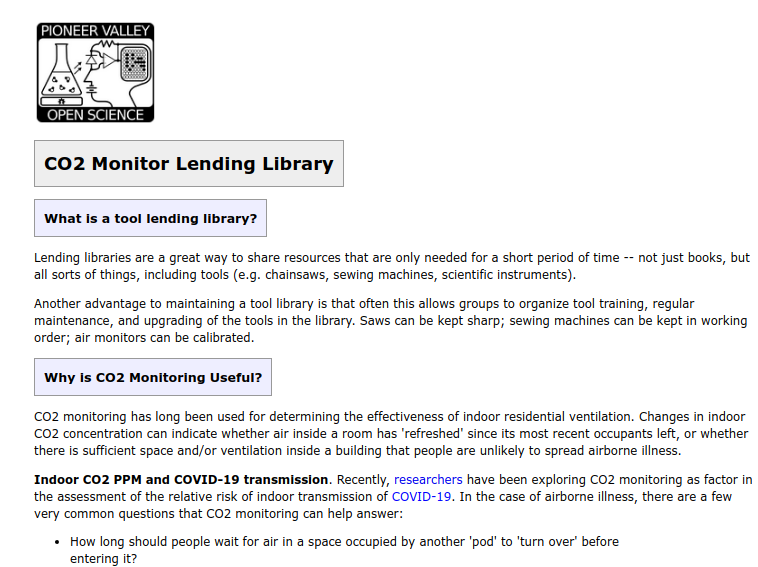 PIONEER VALLEY
OPEN SCIENCE
CO2 Monitor Lending Library
What is a tool lending library?
Lending libraries are a great way to share resources that are only needed for a short period of time -- not just books, but
all sorts of things, including tools (e.g. chainsaws, sewing machines, scientific instruments).
Another advantage to maintaining a tool library is that often this allows groups to organize tool training, regular
maintenance, and upgrading of the tools in the library. Saws can be kept sharp; sewing machines can be kept in working
order; air monitors can be calibrated.
Why is CO2 Monitoring Useful?
CO2 monitoring has long been used for determining the effectiveness of indoor residential ventilation. Changes in indoor
CO2 concentration can indicate whether air inside a room has 'refreshed' since its most recent occupants left, or whether
there is sufficient space and/or ventilation inside a building that people are unlikely to spread airborne illness.
Indoor CO2 PPM and COVID-19 transmission. Recently, researchers have been exploring CO2 monitoring as factor in
the assessment of the relative risk of indoor transmission of COVID-19. In the case of airborne illness, there are a few
very common questions that CO2 monitoring can help answer:
• How long should people wait for air in a space occupied by another 'pod' to 'turn over' before
entering it?